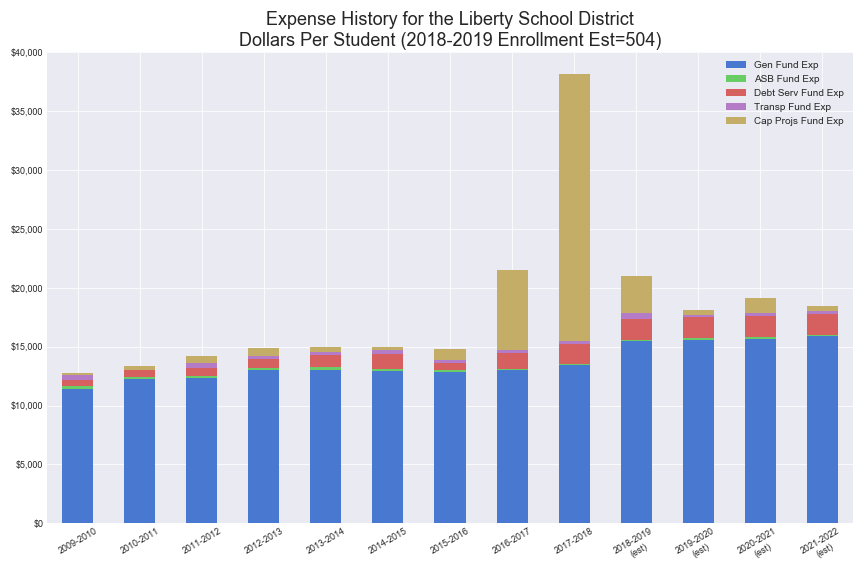 Expense History for the Liberty School District
Dollars Per Student (2018-2019 Enrollment Est=504)
$40,000
$35,000
$30,000
$25,000
$20,000
$15,000
$10,000
$5,000
$0
Gen Fund Exp
ASB Fund Exp
Debt Serv Fund Exp
Transp Fund Exp
Cap Projs Fund Exp
2009-2010
2010-2011
2011-2012
2012-2013
2013-2014
2014-2015
2015-2016
2016-2017
2017-2018
2018-2019
(est)
2019-2020
(est)
2020-2021
(est)
2021-2022
(est)